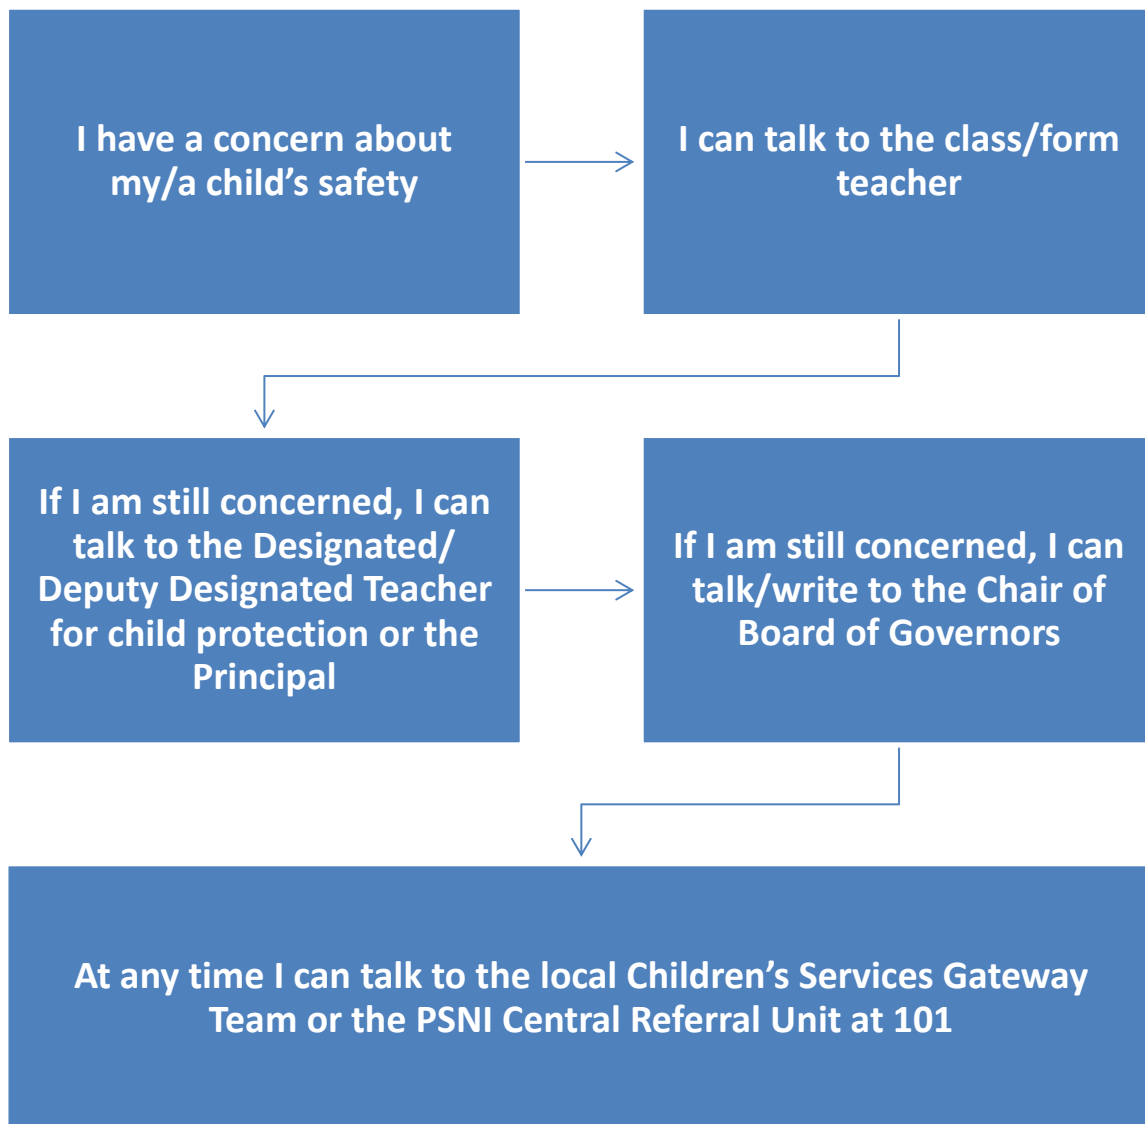 I have a concern about
my/a child’s safety
I can talk to the class/form
teacher
If I am still concerned, I can
talk to the Designated/
Deputy Designated Teacher
for child protection or the
Principal
If I am still concerned, I can
talk/write to the Chair of
Board of Governors
At any time I can talk to the local Children’s Services Gateway
Team or the PSNI Central Referral Unit at 101